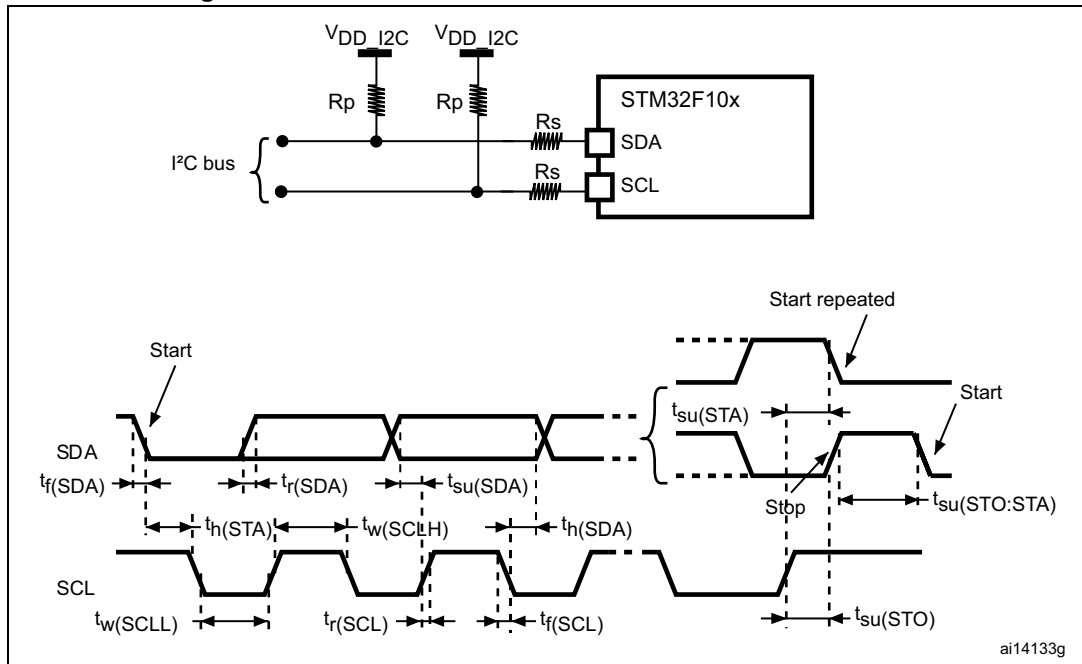 VDD_I2C VDD_I2C
STM32F10x
Rp Rp
Rs
SDA
I²C bus
Rs
SCL
Start repeated
Start
Start
tsu(STA)
SDA
tf(SDA) tr(SDA) tsu(SDA)
Stop
tsu(STO:STA)
th(STA) tw(SCLH) th(SDA)
SCL
tw(SCLL) tr(SCL) tf(SCL) tsu(STO)
ai14133g